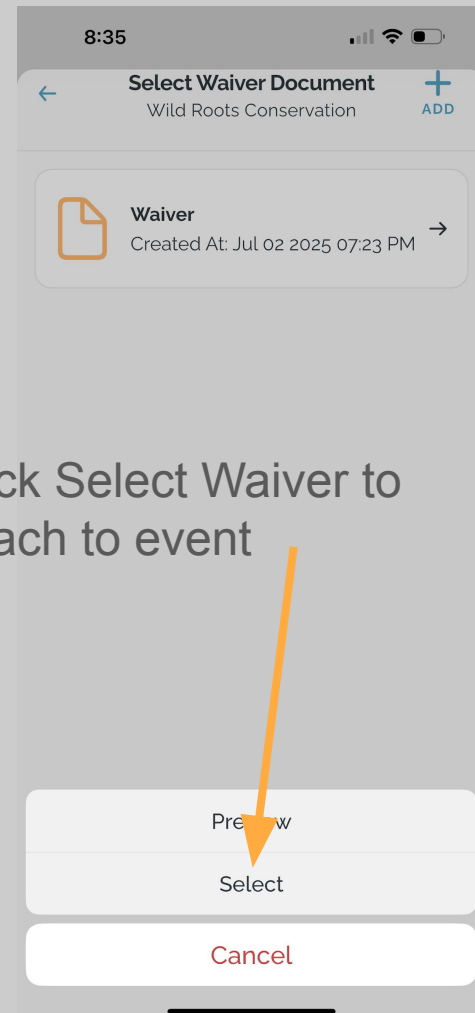 8:35
Select Waiver Document
Wild Roots Conservation
ADD
Waiver
Created At: Jul 02 2025 07:23 PM
ck Select Waiver to
ach to event
Preview
Select
Cancel